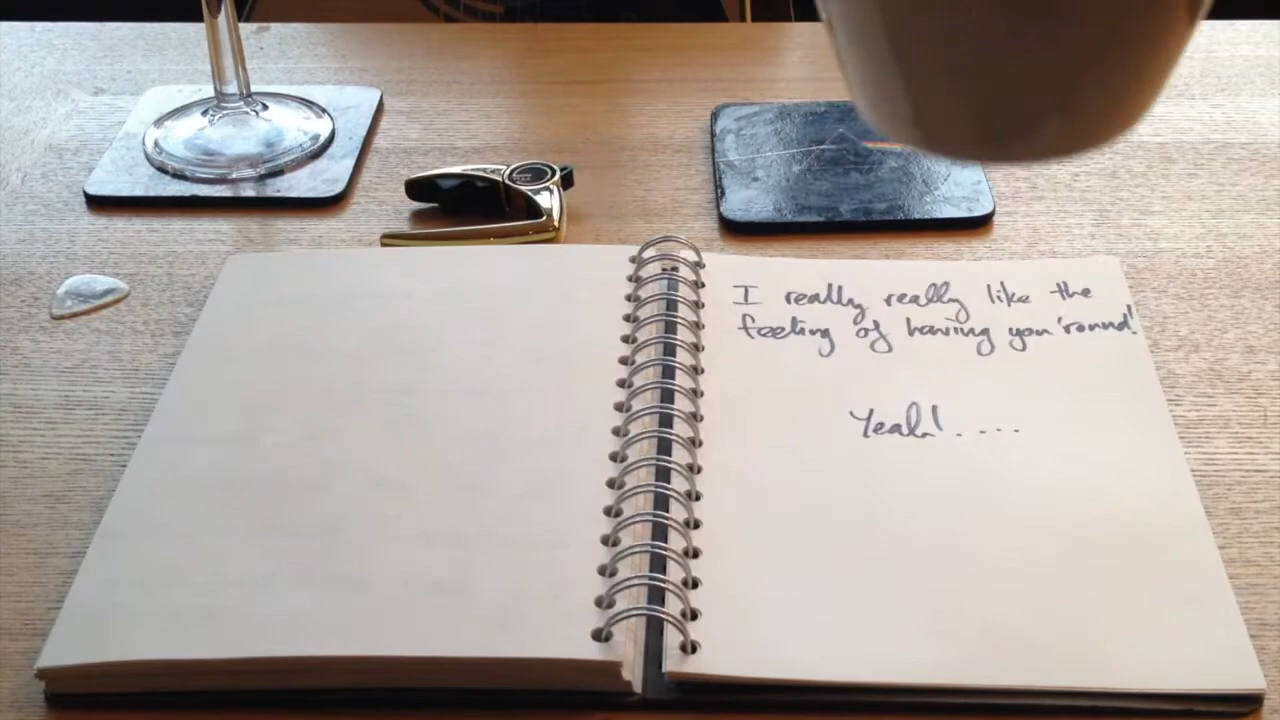 I really really like the
feeling of having you 'round!
Yeah!. ...